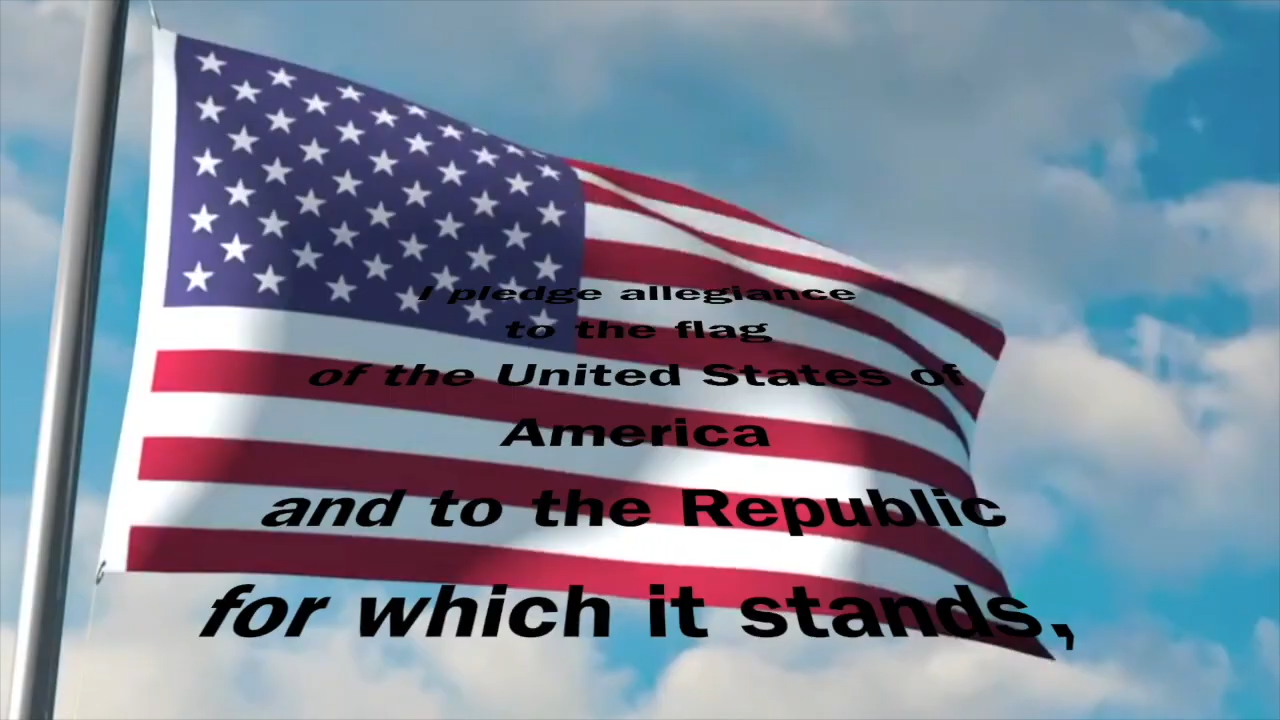 I pledge allegiance
to the flag
of the United States of
America
and to the Republic
for which it stands,